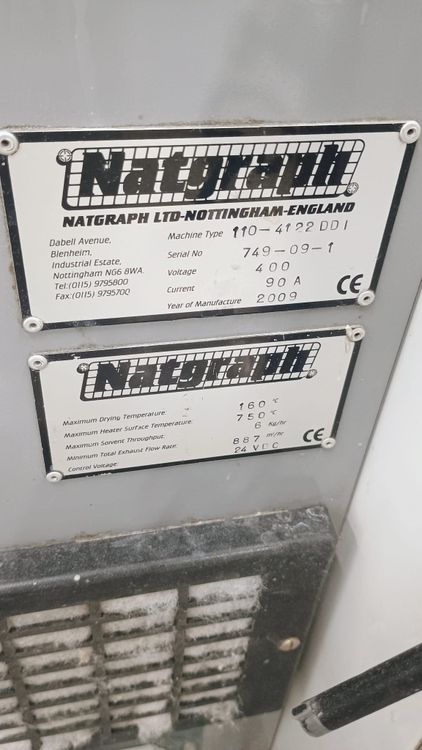 Natgraph
NATGRAPH LTD-NOTTINGHAM-ENGLAND
Dabell Avenue,
Blenheim,
Industrial Estate,
Nottingham NG6 8WA.
Tel:(0115) 9795800
Fax:(0115) 9795700
Machine Type 110-4122 DDI
Serial No 749-09-1
Voltage 400
Current 90 A
Year of Manufacture 2009
CE
Natgraph
Maximum Drying Temperature: 160 °C
Maximum Heater Surface Temperature: 750 °C
Maximum Solvent Throughput: 6 Kg/hr
Minimum Total Exhaust Flow Rate: 887 m³/hr
Control Voltage: 24 VDC
CE